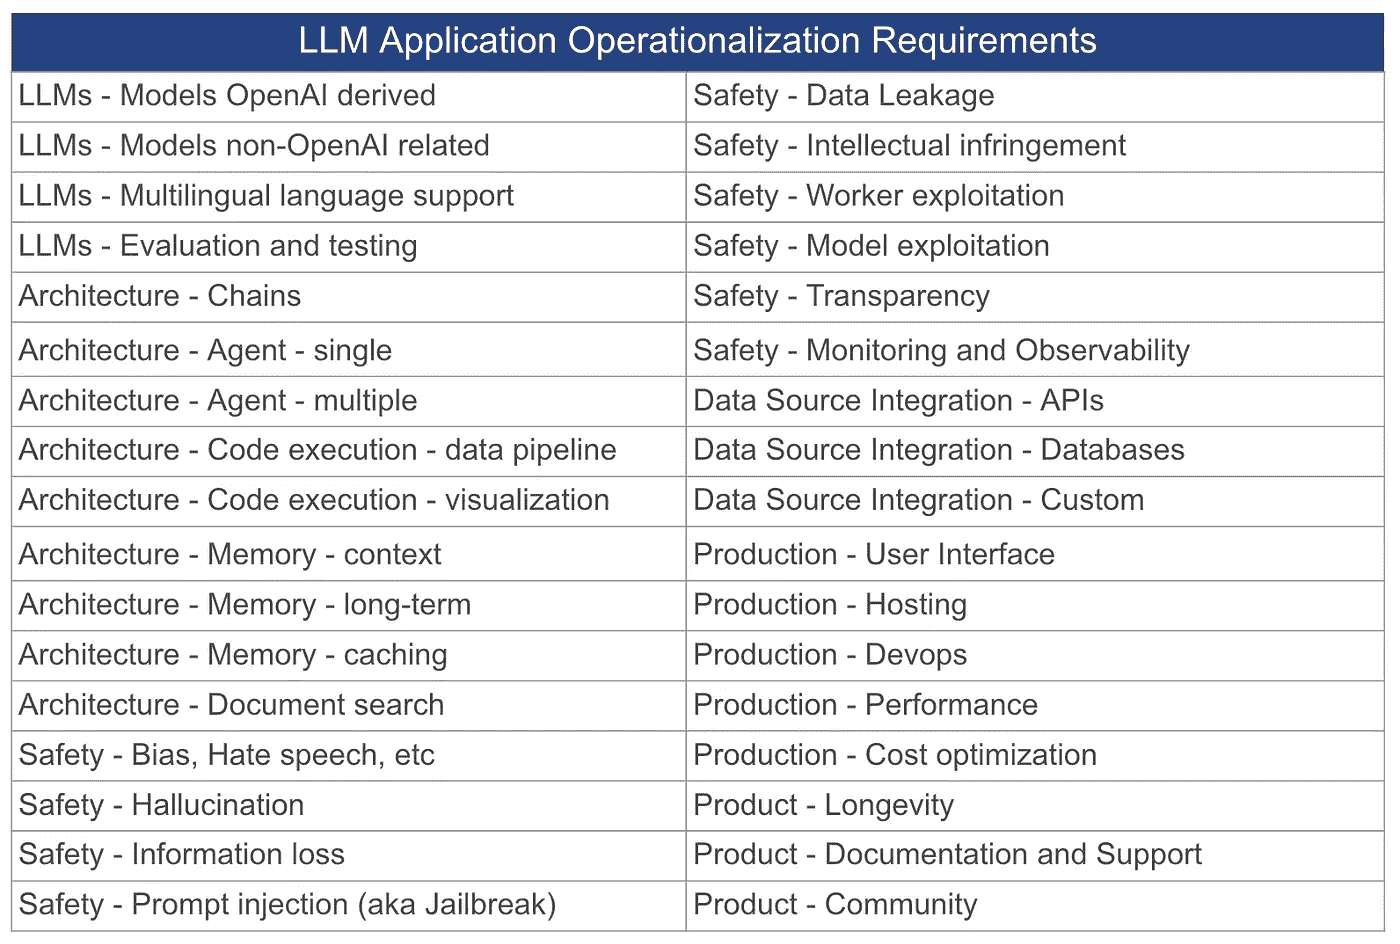 LLM Application Operationalization Requirements
LLMs - Models OpenAI derived
Safety - Data Leakage
LLMs - Models non-OpenAI related
Safety - Intellectual infringement
LLMs - Multilingual language support
Safety - Worker exploitation
LLMs - Evaluation and testing
Safety - Model exploitation
Architecture - Chains
Safety - Transparency
Architecture - Agent - single
Safety - Monitoring and Observability
Architecture - Agent - multiple
Data Source Integration - APIs
Architecture - Code execution - data pipeline
Data Source Integration - Databases
Architecture - Code execution - visualization
Data Source Integration - Custom
Architecture - Memory - context
Production - User Interface
Architecture - Memory - long-term
Production - Hosting
Architecture - Memory - caching
Production - Devops
Architecture - Document search
Production - Performance
Safety - Bias, Hate speech, etc
Production - Cost optimization
Safety - Hallucination
Product - Longevity
Safety - Information loss
Product - Documentation and Support
Safety - Prompt injection (aka Jailbreak)
Product - Community